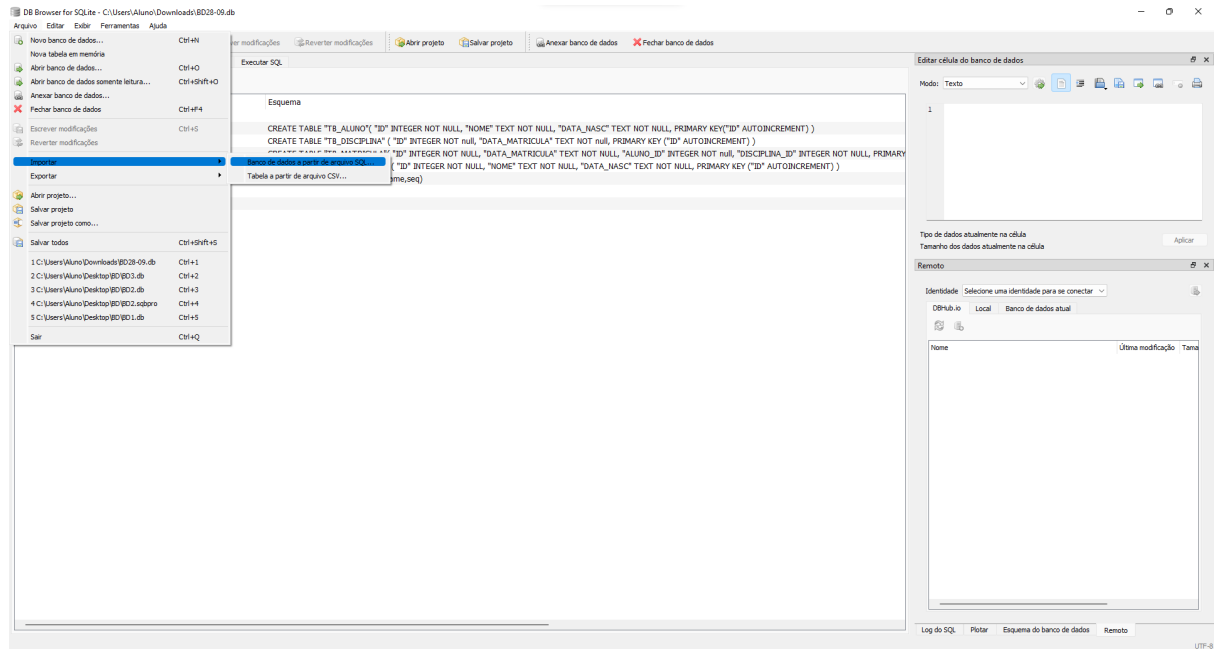 DB Browser for SQLite - C:\Users\Aluno\Downloads\BD28-09.db
Arquivo Editar Exibir Ferramentas Ajuda
Novo banco de dados... Ctrl+N
Nova tabela em memória
Abrir banco de dados... Ctrl+O
Abrir banco de dados somente leitura... Ctrl+Shift+O
Anexar banco de dados...
Fechar banco de dados Ctrl+F4
Escrever modificações Ctrl+S
Reverter modificações
Importar
Exportar
Abrir projeto...
Salvar projeto
Salvar projeto como...
Salvar todos Ctrl+Shift+S
1 C:\Users\Aluno\Downloads\BD28-09.db Ctrl+1
2 C:\Users\Aluno\Desktop\BD\BD3.db Ctrl+2
3 C:\Users\Aluno\Desktop\BD\BD2.db Ctrl+3
4 C:\Users\Aluno\Desktop\BD\BD2.sqbpro Ctrl+4
5 C:\Users\Aluno\Desktop\BD\BD1.db Ctrl+5
Sair Ctrl+Q
Banco de dados a partir de arquivo SQL...
Tabela a partir de arquivo CSV...
ver modificações Reverter modificações Abrir projeto Salvar projeto Anexar banco de dados Fechar banco de dados
Executar SQL
Esquema
CREATE TABLE "TB_ALUNO"( "ID" INTEGER NOT NULL, "NOME" TEXT NOT NULL, "DATA_NASC" TEXT NOT NULL, PRIMARY KEY("ID" AUTOINCREMENT) )
CREATE TABLE "TB_DISCIPLINA" ( "ID" INTEGER NOT null, "DATA_MATRICULA" TEXT NOT null, PRIMARY KEY ("ID" AUTOINCREMENT) )
CREATE TABLE "TB_MATRICULA"( "ID" INTEGER NOT NULL, "DATA_MATRICULA" TEXT NOT NULL, "ALUNO_ID" INTEGER NOT null, "DISCIPLINA_ID" INTEGER NOT NULL, PRIMARY
( "ID" INTEGER NOT NULL, "NOME" TEXT NOT NULL, "DATA_NASC" TEXT NOT NULL, PRIMARY KEY ("ID" AUTOINCREMENT) )
ame,seq)
Editar célula do banco de dados
Modo: Texto
1
Tipo de dados atualmente na célula
Tamanho dos dados atualmente na célula
Aplicar
Remoto
Identidade Selecione uma identidade para se conectar
DBHub.io Local Banco de dados atual
Nome Última modificação Tama
Log do SQL Plotar Esquema do banco de dados Remoto
UTF-8